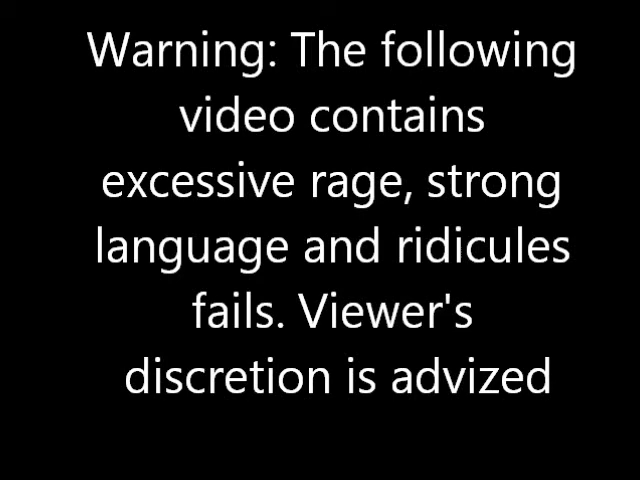 Warning: The following
video contains
excessive rage, strong
language and ridicules
fails. Viewer's
discretion is advized